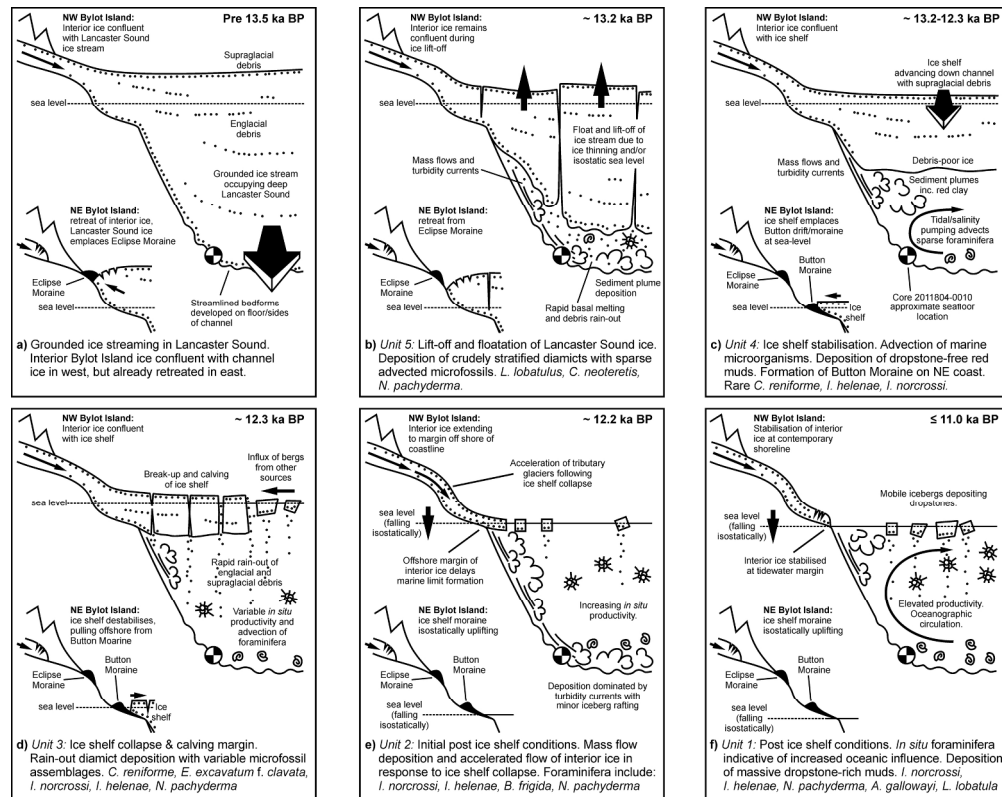 Pre 13.5 ka BP
NW Bylot Island:
Interior ice confluent
with Lancaster Sound
ice stream
Supraglacial
debris
sea level
Englacial
debris
Grounded ice stream
occupying deep
Lancaster Sound
NE Bylot Island:
retreat of interior ice,
Lancaster Sound ice
emplaces Eclipse Moraine
Eclipse
Moraine
sea level
Streamlined bedforms
developed on floor/sides
of channel
a) Grounded ice streaming in Lancaster Sound.
Interior Bylot Island ice confluent with channel
ice in west, but already retreated in east.
~ 13.2 ka BP
NW Bylot Island:
Interior ice remains
confluent during
ice lift-off
sea level
Float and lift-off of
ice stream due to
ice thinning and/or
isostatic sea level
Mass flows and
turbidity currents
NE Bylot Island:
retreat from
Eclipse Moraine
Eclipse
Moraine
sea level
Sediment plume
deposition
Rapid basal melting
and debris rain-out
b) Unit 5: Lift-off and floatation of Lancaster Sound ice.
Deposition of crudely stratified diamicts with sparse
advected microfossils. L. lobatulus, C. neoteretis,
N. pachyderma.
~ 13.2-12.3 ka BP
NW Bylot Island:
Interior ice confluent
with ice shelf
Ice shelf
advancing down channel
with supraglacial debris
sea level
Debris-poor ice
Mass flows and
turbidity currents
Sediment plumes
inc. red clay
Tidal/salinity
pumping advects
sparse foraminifera
NE Bylot Island:
ice shelf emplaces
Button drift/moraine
at sea-level
Eclipse
Moraine
Button
Moraine
sea level
Ice
shelf
Core 2011804-0010
approximate seafloor
location
c) Unit 4: Ice shelf stabilisation. Advection of marine
microorganisms. Deposition of dropstone-free red
muds. Formation of Button Moraine on NE coast.
Rare C. reniforme, I. helenae, I. norcrossi.
~ 12.3 ka BP
NW Bylot Island:
Interior ice confluent
with ice shelf
Break-up and calving
of ice shelf
Influx of bergs
from other
sources
sea level
Rapid rain-out of
englacial and
supraglacial debris
Variable in situ
productivity and
advection of
foraminifera
NE Bylot Island:
ice shelf destabilises,
pulling offshore from
Button Moarine
Eclipse
Moraine
Button
Moraine
sea level
Ice
shelf
d) Unit 3: Ice shelf collapse & calving margin.
Rain-out diamict deposition with variable microfossil
assemblages. C. reniforme, E. excavatum f. clavata,
I. norcrossi, I. helenae, N. pachyderma
~ 12.2 ka BP
NW Bylot Island:
Interior ice extending
to margin off shore of
coastline
Acceleration of tributary
glaciers following
ice shelf collapse
sea level
(falling
isostatically)
Offshore margin of
interior ice delays
marine limit formation
Increasing in situ
productivity.
NE Bylot Island:
ice shelf moraine
isostatically uplifting
Eclipse
Moraine
Button
Moraine
sea level
(falling
isostatically)
Deposition dominated by
turbidity currents with
minor iceberg rafting
e) Unit 2: Initial post ice shelf conditions. Mass flow
deposition and accelerated flow of interior ice in
response to ice shelf collapse. Foraminifera include:
I. norcrossi, I. helenae, B. frigida, N. pachyderma
≤ 11.0 ka BP
NW Bylot Island:
Stabilisation of interior
ice at contemporary
shoreline
Mobile icebergs depositing
dropstones.
sea level
(falling
isostatically)
Interior ice stabilised
at tidewater margin
Elevated productivity.
Oceanographic
circulation.
NE Bylot Island:
ice shelf moraine
isostatically uplifting
Eclipse
Moraine
Button
Moraine
sea level
(falling
isostatically)
f) Unit 1: Post ice shelf conditions. In situ foraminifera
indicative of increased oceanic influence. Deposition
of massive dropstone-rich muds. I. norcrossi,
I. helenae, N. pachyderma, A. gallowayi, L. lobatula